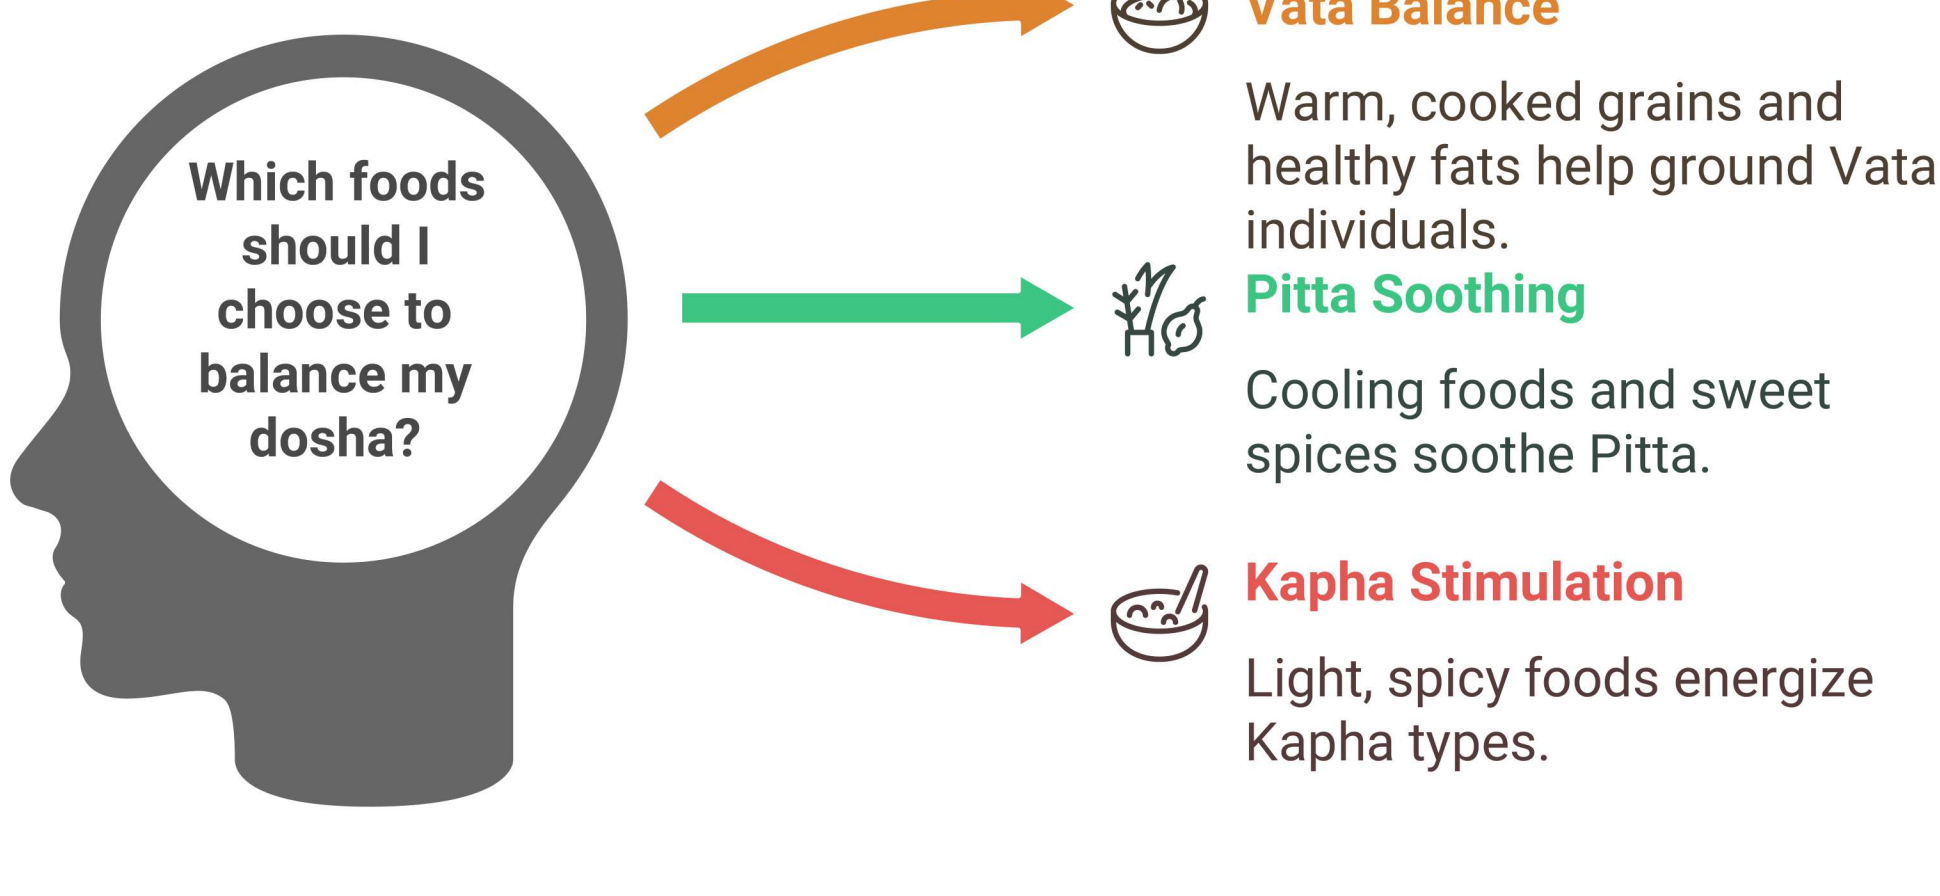 Which foods
should I
choose to
balance my
dosha?
Vata Balance
Warm, cooked grains and
healthy fats help ground Vata
individuals.
Pitta Soothing
Cooling foods and sweet
spices soothe Pitta.
Kapha Stimulation
Light, spicy foods energize
Kapha types.